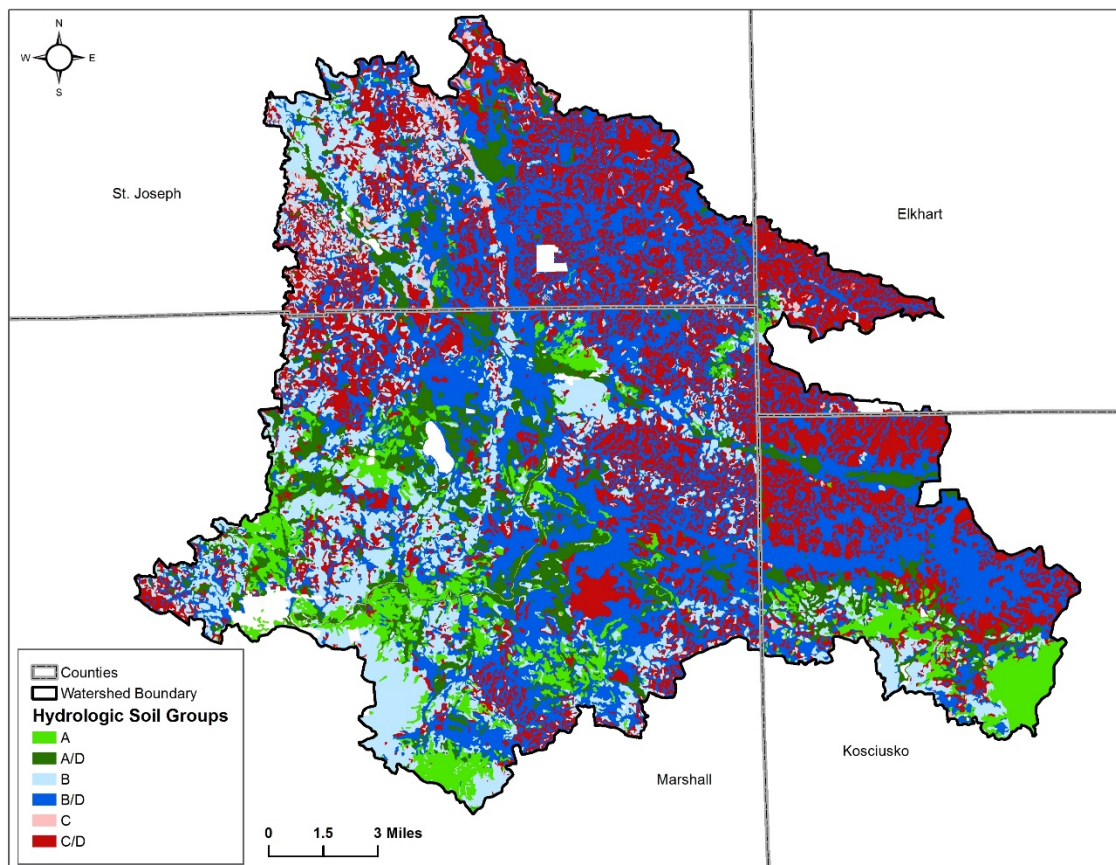 N
W E
S
St. Joseph
Elkhart
Counties
Watershed Boundary
Hydrologic Soil Groups
A
A/D
B
B/D
C
C/D
Kosciusko
Marshall
0 1.5 3 Miles